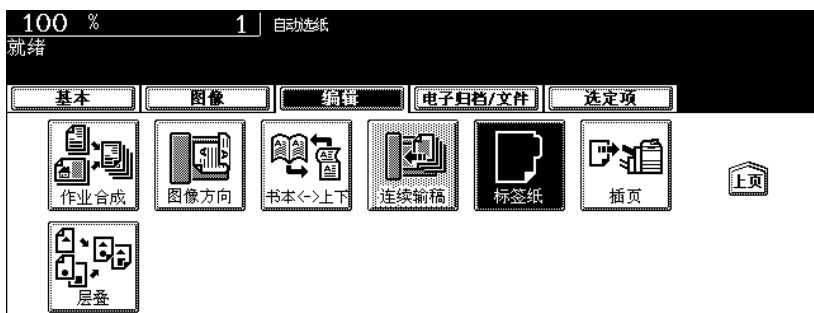 100 % 1 自动选纸
就绪
基本 图像 编辑 电子归档/文件 选定项
作业合成 图像方向 书本<->上下 连续输稿 标签纸 插页 上页
层叠